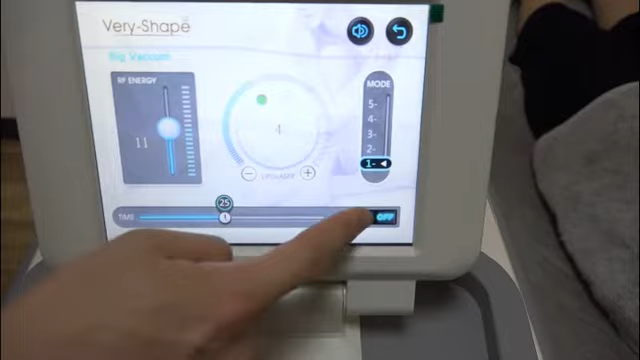 Very-Shape
Big Vacuum
RF ENERGY
11
4
MODE
5-
4-
3-
2-
1-
25
TIME
1
OFF